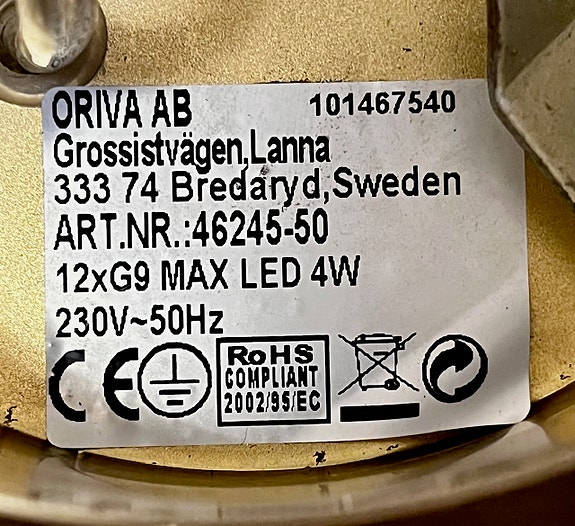 ORIVA AB 101467540
Grossistvägen,Lanna
333 74 Bredaryd,Sweden
ART.NR.:46245-50
12xG9 MAX LED 4W
230V~50Hz
CE RoHS
COMPLIANT
2002/95/EC